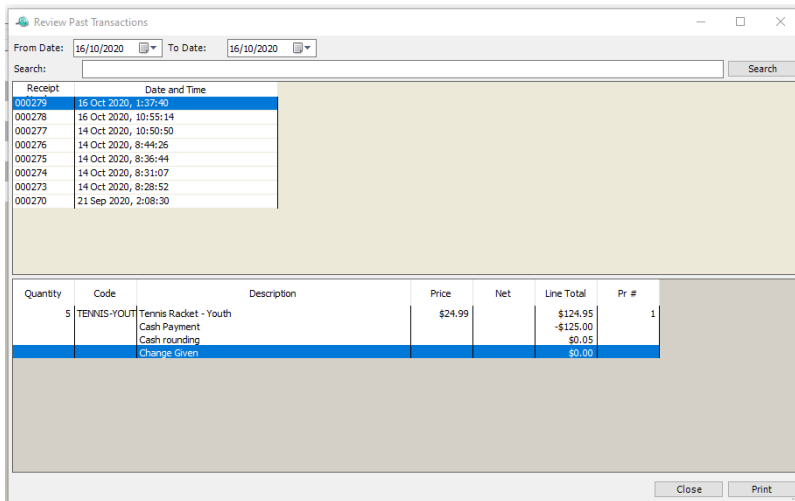 Review Past Transactions
From Date: 16/10/2020 To Date: 16/10/2020
Search: Search
Receipt Date and Time
000279 16 Oct 2020, 1:37:40
000278 16 Oct 2020, 10:55:14
000277 14 Oct 2020, 10:50:50
000276 14 Oct 2020, 8:44:26
000275 14 Oct 2020, 8:36:44
000274 14 Oct 2020, 8:31:07
000273 14 Oct 2020, 8:28:52
000270 21 Sep 2020, 2:08:30
Quantity Code Description Price Net Line Total Pr #
5 TENNIS-YOUT Tennis Racket - Youth $24.99 $124.95 1
Cash Payment -$125.00
Cash rounding $0.05
Change Given $0.00
Close Print